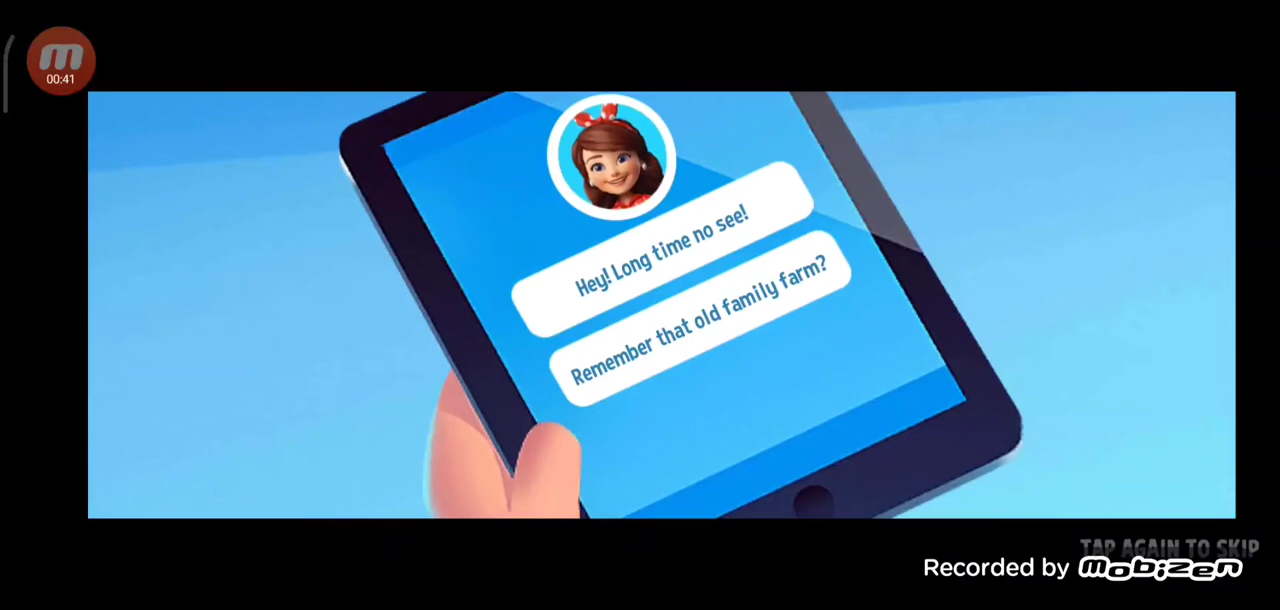 m
00:41
Hey! Long time no see!
Remember that old family farm?
TAP AGAIN TO SKIP
Recorded by mobizen